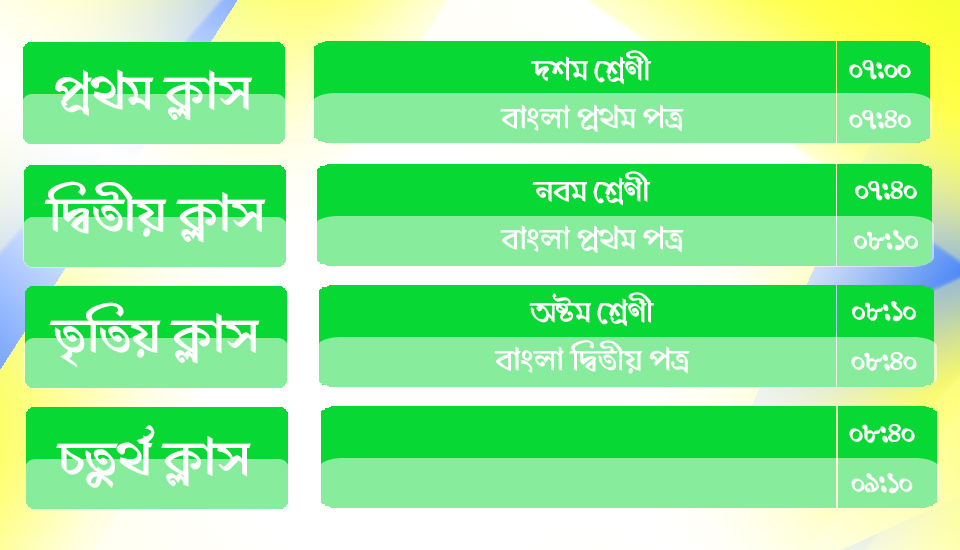 প্রথম ক্লাস
দশম শ্রেণী ০৭:০০
বাংলা প্রথম পত্র ০৭:৪০
দ্বিতীয় ক্লাস
নবম শ্রেণী ০৭:৪০
বাংলা প্রথম পত্র ০৮:১০
তৃতিয় ক্লাস
অষ্টম শ্রেণী ০৮:১০
বাংলা দ্বিতীয় পত্র ০৮:৪০
চতুর্থ ক্লাস
০৮:৪০
০৯:১০